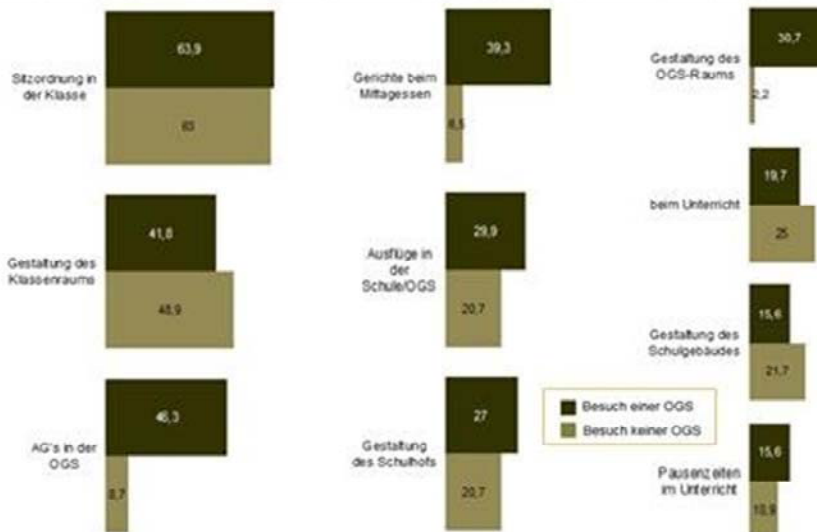 Sitzordnung in
der Klasse
63,9
63
Gestaltung des
Klassenraums
41,8
48,9
AG's in der
OGS
46,3
8,7
Gerichte beim
Mittagessen
39,3
6,5
Ausflüge in
der
Schule/OGS
29,9
20,7
Gestaltung
des Schulhofs
27
20,7
Gestaltung des
OGS-Raums
30,7
2,2
beim Unterricht
19,7
25
Gestaltung des
Schulgebäudes
15,6
21,7
Pausenzeiten
im Unterricht
15,6
10,9
Besuch einer OGS
Besuch keiner OGS